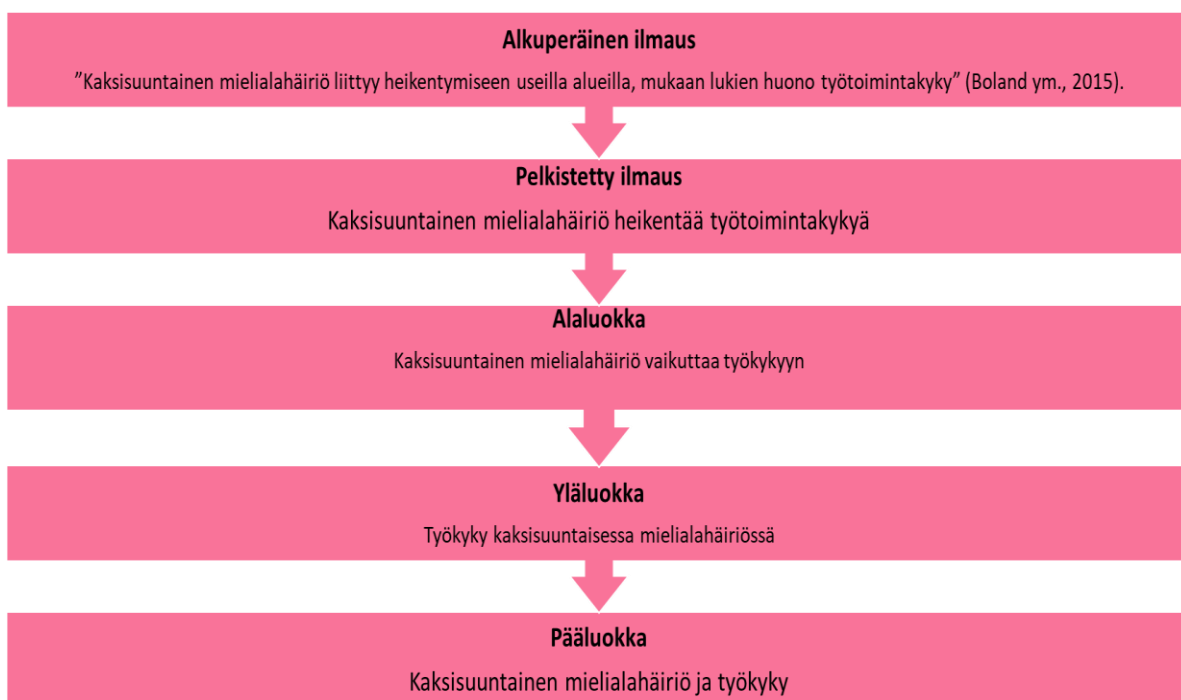 Alkuperäinen ilmaus
”Kaksisuuntainen mielialahäiriö liittyy heikentymiseen useilla alueilla, mukaan lukien huono työtoimintakyky” (Boland ym., 2015).
Pelkistetty ilmaus
Kaksisuuntainen mielialahäiriö heikentää työtoimintakykyä
Alaluokka
Kaksisuuntainen mielialahäiriö vaikuttaa työkykyyn
Yläluokka
Työkyky kaksisuuntaisessa mielialahäiriössä
Pääluokka
Kaksisuuntainen mielialahäiriö ja työkyky